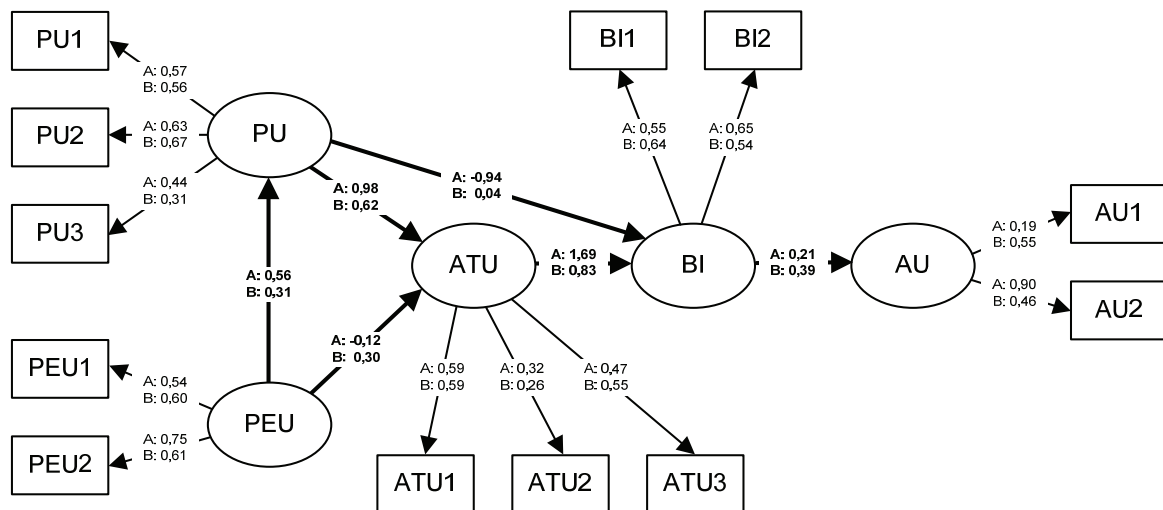 PU1
BI1
BI2
A: 0,57
B: 0,56
PU2
A: 0,63
B: 0,67
PU
A: 0,55
B: 0,64
A: 0,65
B: 0,54
A: 0,44
B: 0,31
A: 0,98
B: 0,62
A: -0,94
B: 0,04
PU3
AU1
A: 0,19
B: 0,55
ATU
A: 1,69
B: 0,83
BI
A: 0,21
B: 0,39
AU
A: 0,56
B: 0,31
A: 0,90
B: 0,46
AU2
A: -0,12
B: 0,30
PEU1
A: 0,54
B: 0,60
A: 0,59
B: 0,59
A: 0,32
B: 0,26
A: 0,47
B: 0,55
PEU
A: 0,75
B: 0,61
PEU2
ATU1
ATU2
ATU3